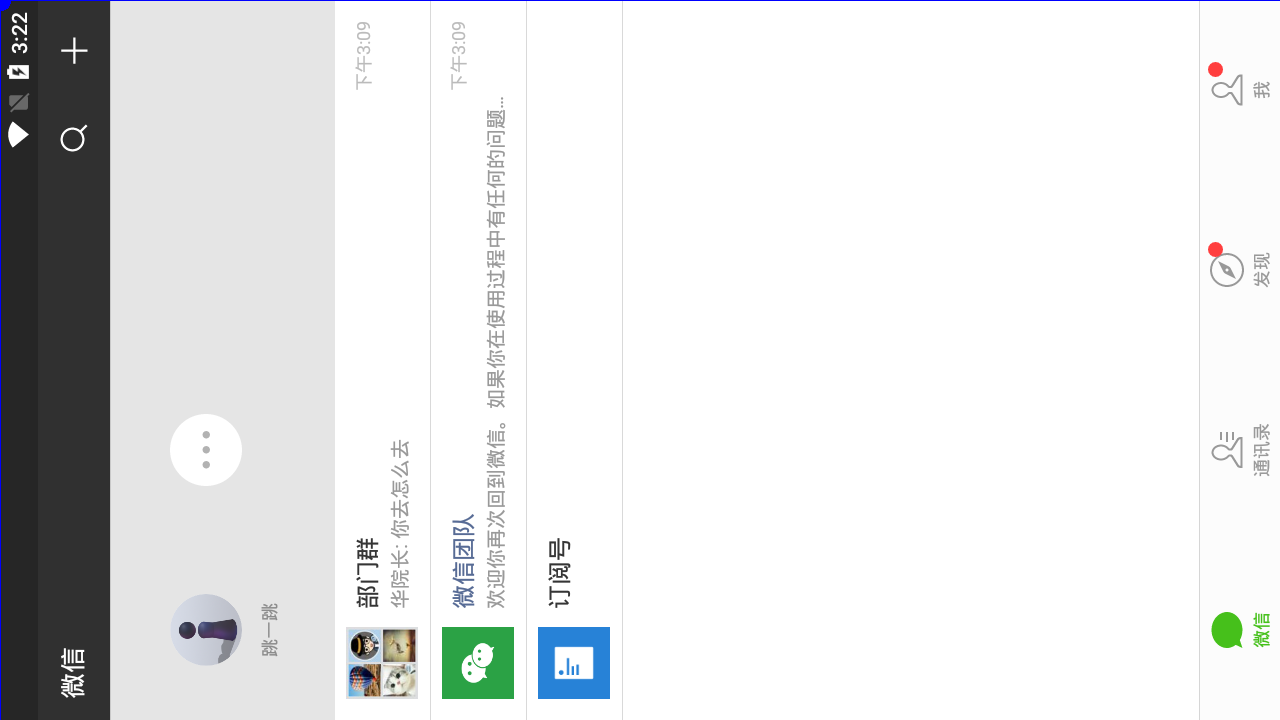 3:22
微信
跳一跳
部门群
下午3:09
华院长: 你去怎么去
微信团队
下午3:09
欢迎你再次回到微信。如果你在使用过程中有任何的问题...
订阅号
微信
通讯录
发现
我